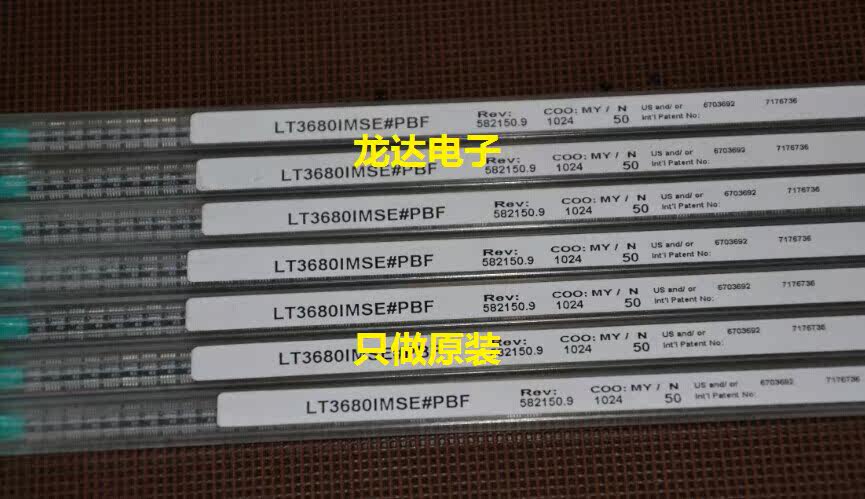 LT3680IMSE#PBF Rev: COO: MY / N US and/ or 6703692 7176736
582150.9 1024 50 Int'l Patent No:
龙达电子
LT3680IMSE#PBF Rev: COO: MY / N US and/ or 6703692 7176736
582150.9 1024 50 Int'l Patent No:
LT3680IMSE#PBF Rev: COO: MY / N US and/ or 6703692 7176736
582150.9 1024 50 Int'l Patent No:
LT3680IMSE#PBF Rev: COO: MY / N US and/ or 6703692 7176736
582150.9 1024 50 Int'l Patent No:
LT3680IMSE#PBF Rev: COO: MY / N US and/ or 6703692 7176736
582150.9 1024 50 Int'l Patent No:
只做原装
LT3680IMSE#PBF Rev: COO: MY / N US and/ or 6703692 7176736
582150.9 1024 50 Int'l Patent No:
LT3680IMSE#PBF Rev: COO: MY / N US and/ or 6703692 7176736
582150.9 1024 50 Int'l Patent No: